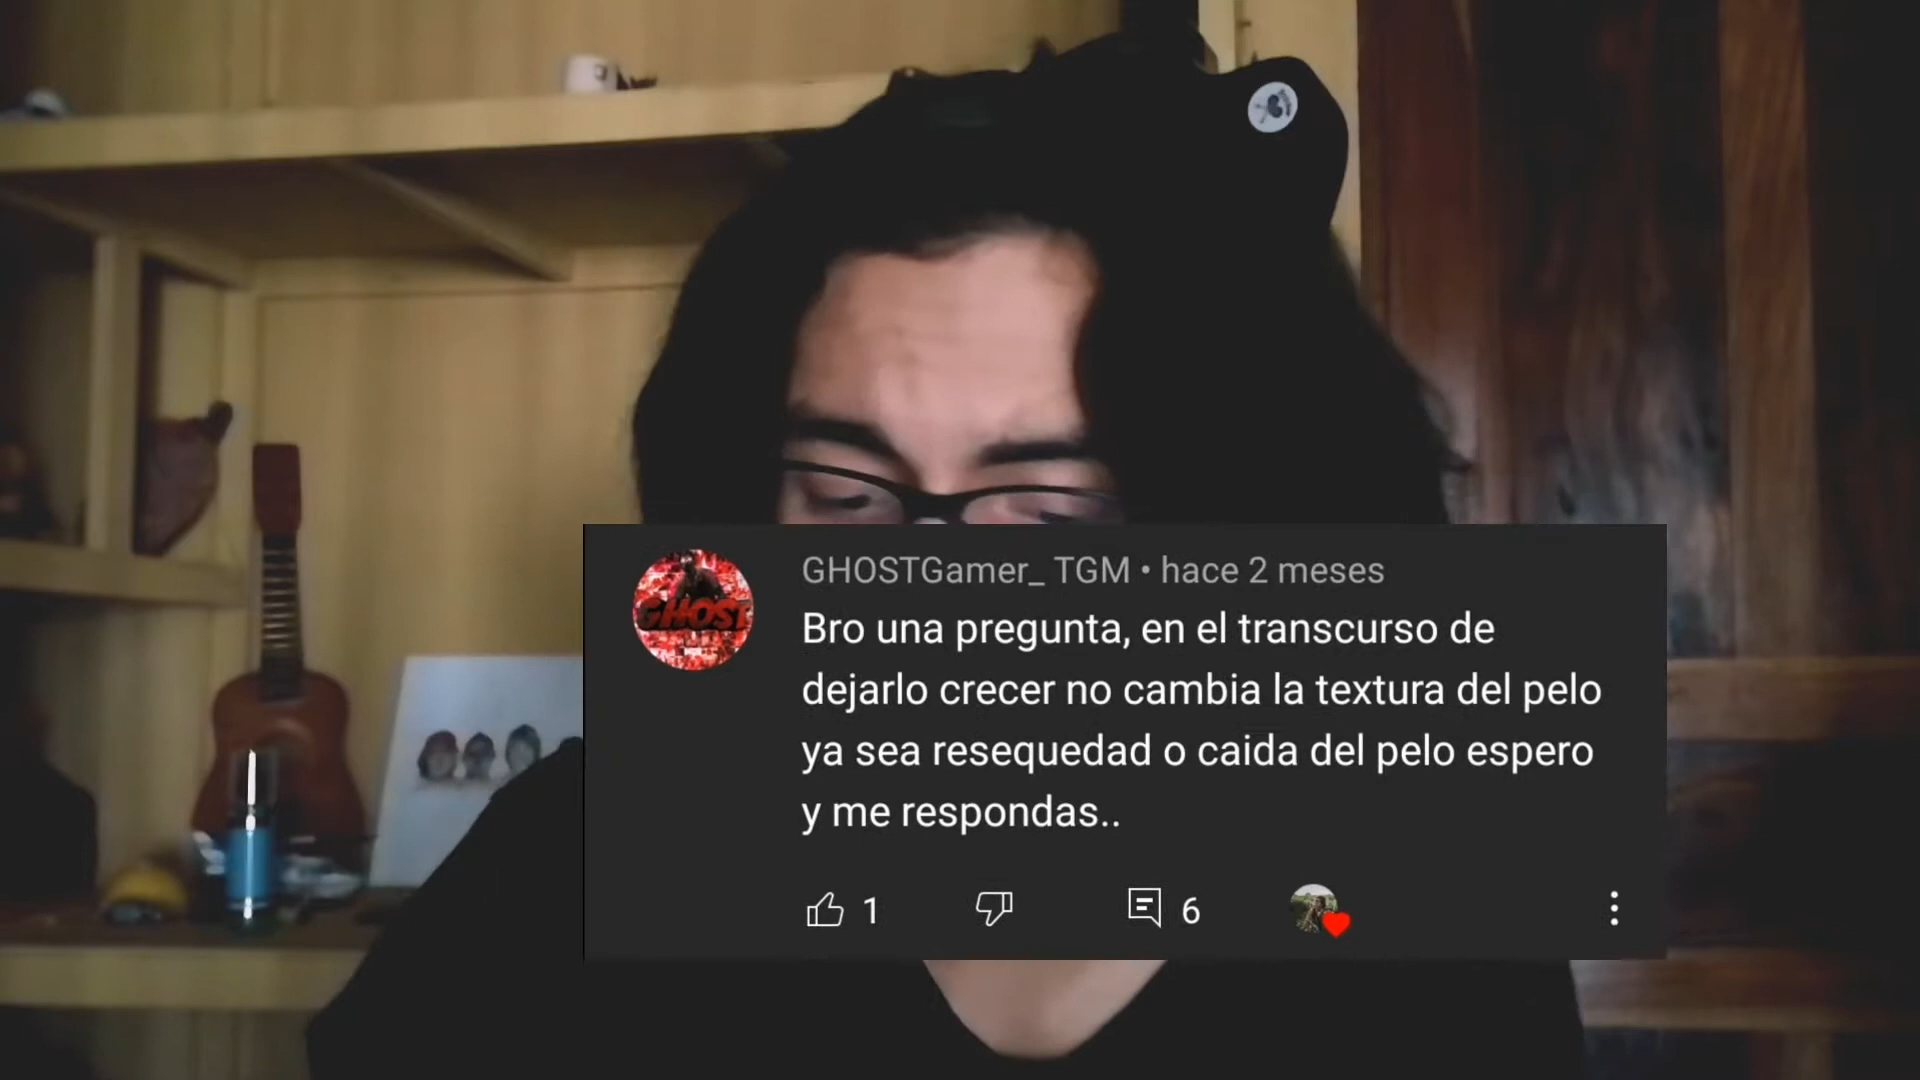 GHOST
GHOSTGamer_ TGM • hace 2 meses
Bro una pregunta, en el transcurso de
dejarlo crecer no cambia la textura del pelo
ya sea resequedad o caida del pelo espero
y me respondas..
1
6